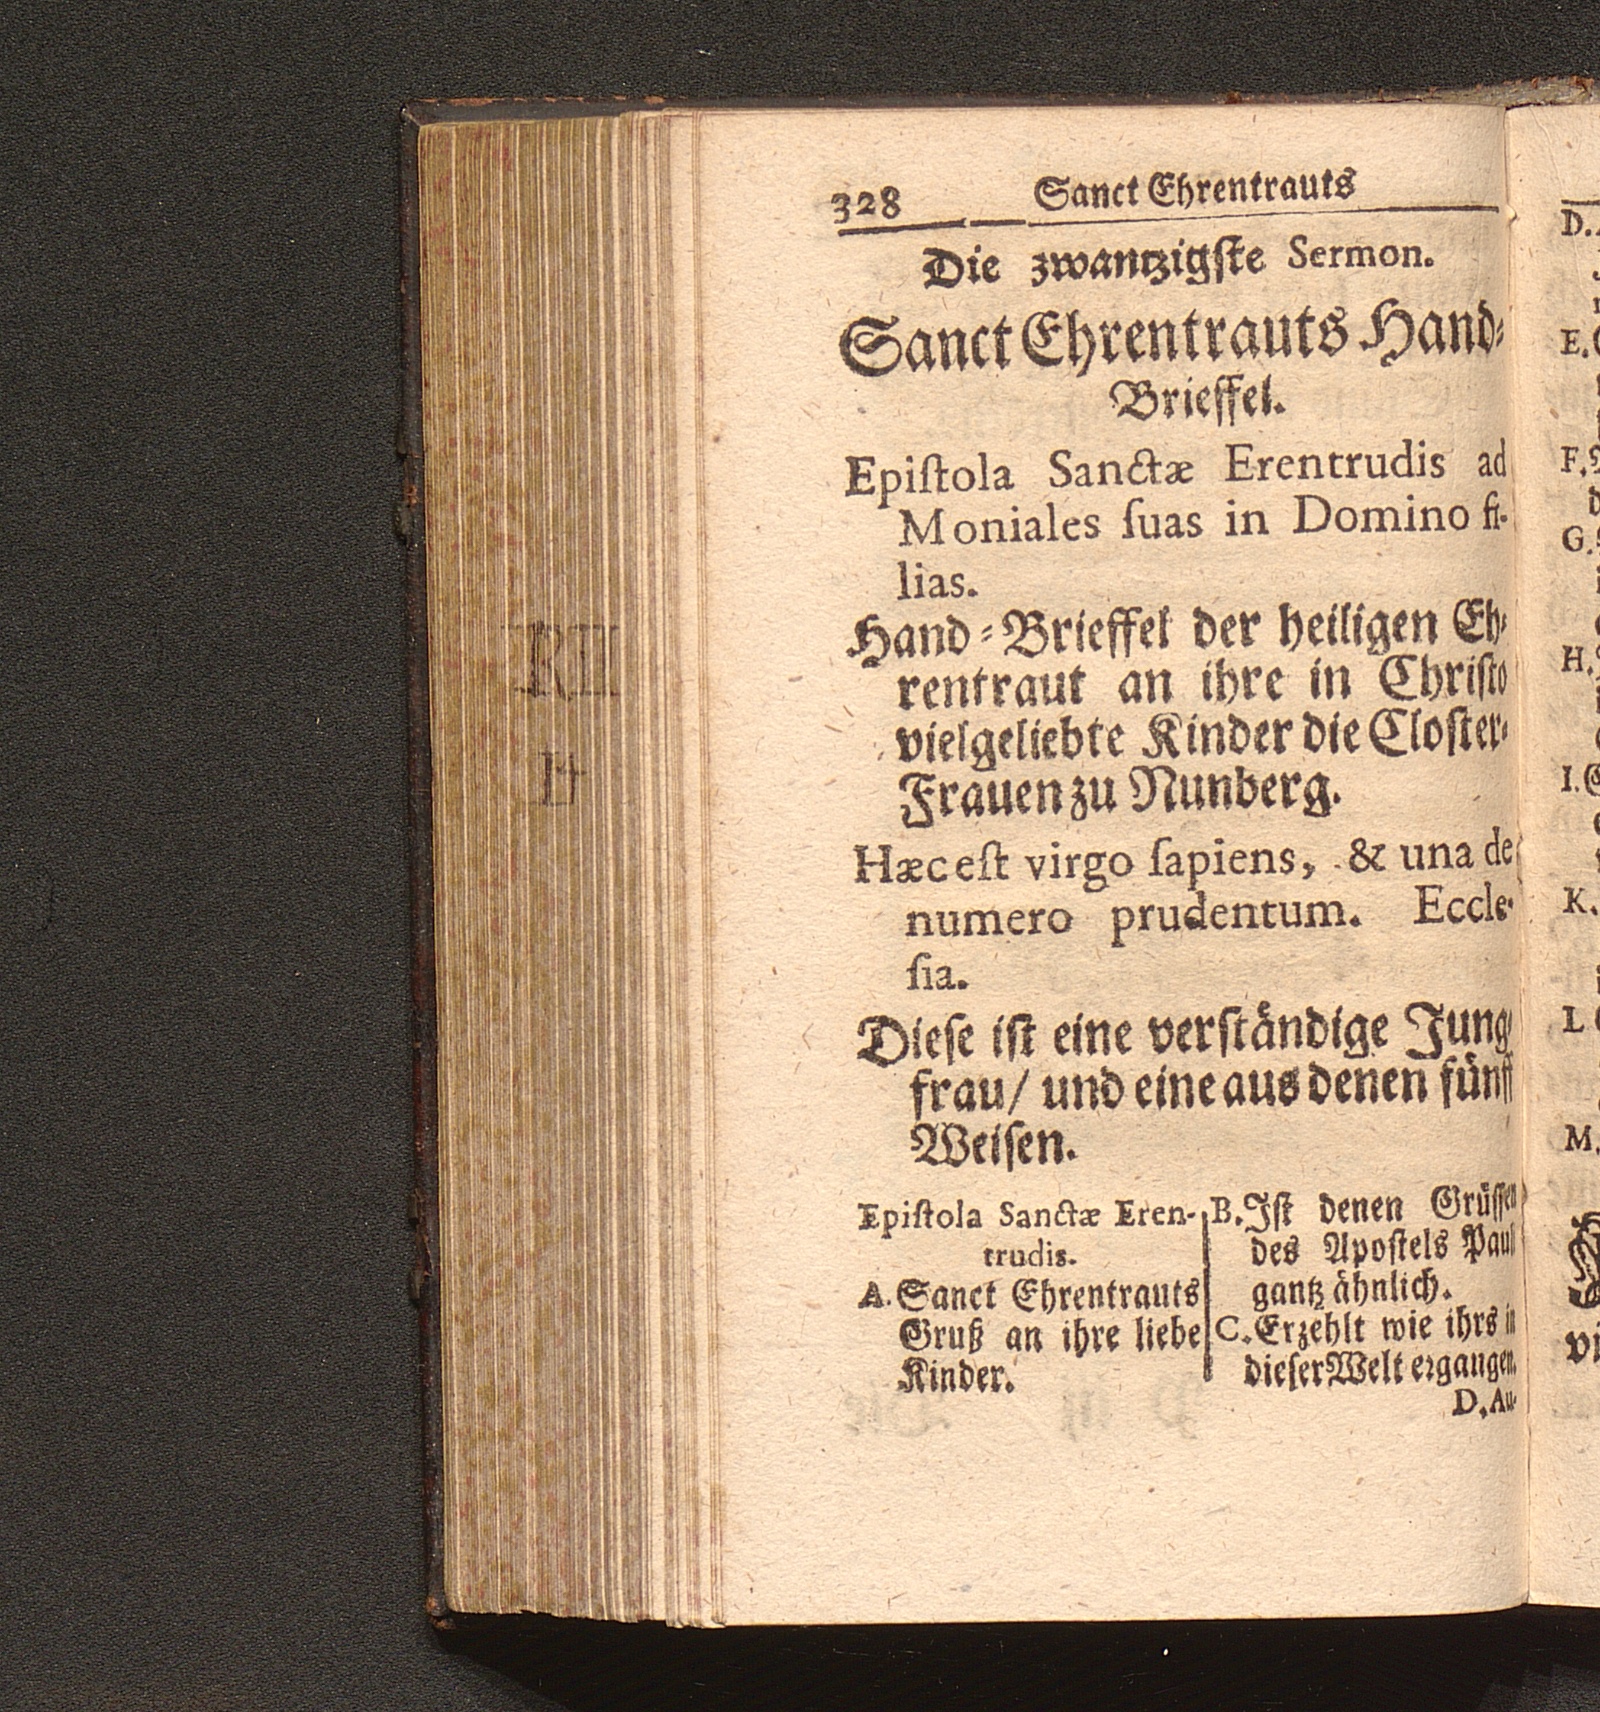 328 Sanct Ehrentrauts
Die zwantzigſte Sermon.
Sanct Ehrentrauts Hand⸗
Brieffel.
Epiſtola Sanctæ Erentrudis ad
Moniales ſuas in Domino fi-
lias.
Hand⸗Brieffel der heiligen Eh⸗
rentraut an ihre in Chriſto
vielgeliebte Kinder die Cloſter⸗
Frauen zu Nunberg.
Hæc eſt virgo ſapiens, & una de
numero prudentum. Eccle-
ſia.
Dieſe iſt eine verſtändige Jung⸗
frau/ und eine aus denen fünff
Weiſen.
Epiſtola Sanctæ Eren-
trudis.
A. Sanct Ehrentrauts
Gruß an ihre liebe
Kinder.
B. Iſt denen Grüſſen
des Apoſtels Pauli
gantz ähnlich.
C. Erzehlt wie ihrs in
dieſer Welt ergangen.
D. Au-
D.
E.
F.
G.
H.
I.
K.
L
M.